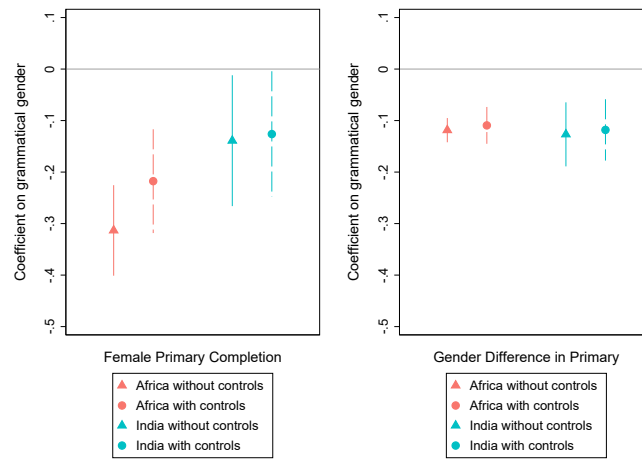 Coefficient on grammatical gender
.1
0
-.1
-.2
-.3
-.4
-.5
Female Primary Completion
Africa without controls
Africa with controls
India without controls
India with controls
Coefficient on grammatical gender
.1
0
-.1
-.2
-.3
-.4
-.5
Gender Difference in Primary
Africa without controls
Africa with controls
India without controls
India with controls